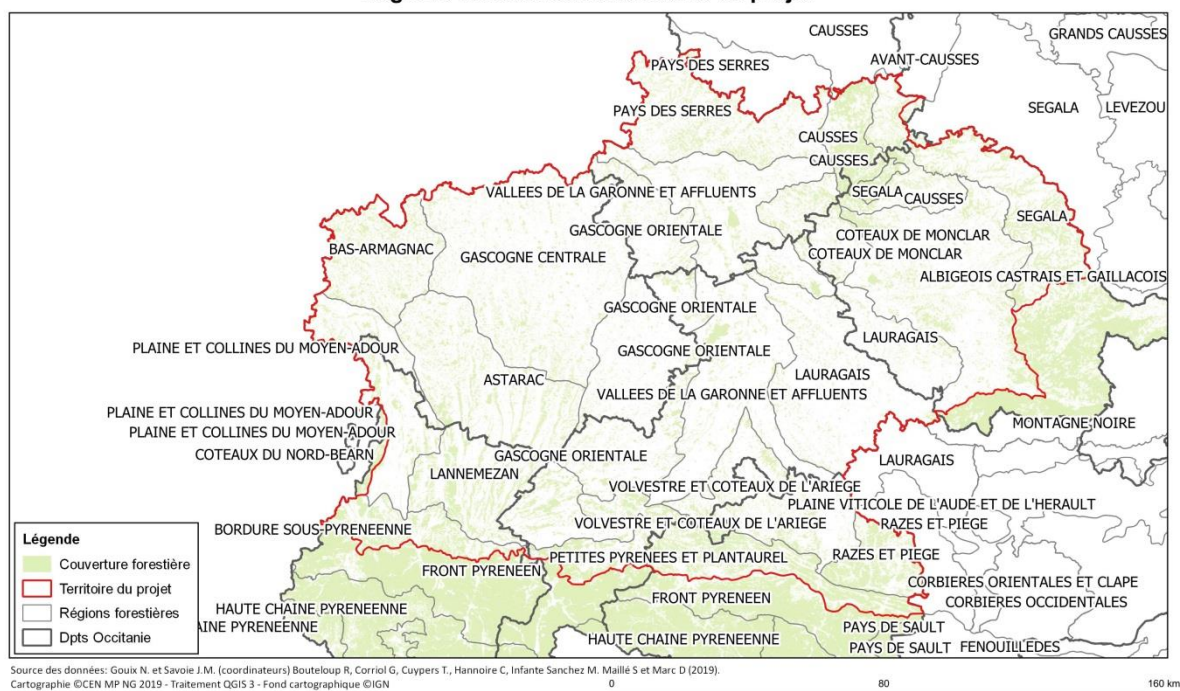 CAUSSES
GRANDS CAUSSES
AVANT-CAUSSES
PAYS DES SERRES
PAYS DES SERRES
SEGALA
LEVEZOU
CAUSSES
CAUSSES
VALLEES DE LA GARONNE ET AFFLUENTS
SEGALA
CAUSSES
SEGALA
GASCOGNE ORIENTALE
COTEAUX DE MONCLAR
BAS-ARMAGNAC
GASCOGNE CENTRALE
COTEAUX DE MONCLAR
ALBIGEOIS CASTRAIS ET GAILLACOIS
GASCOGNE ORIENTALE
LAURAGAIS
PLAINE ET COLLINES DU MOYEN-ADOUR
GASCOGNE ORIENTALE
ASTARAC
LAURAGAIS
VALLEES DE LA GARONNE ET AFFLUENTS
PLAINE ET COLLINES DU MOYEN-ADOUR
MONTAGNE NOIRE
PLAINE ET COLLINES DU MOYEN-ADOUR
COTEAUX DU NORD-BEARN
GASCOGNE ORIENTALE
LAURAGAIS
LANNEMEZAN
VOLVESTRE ET COTEAUX DE L'ARIEGE
PLAINE VITICOLE DE L'AUDE ET DE L'HERAULT
BORDURE SOUS-PYREENNE
VOLVESTRE ET COTEAUX DE L'ARIEGE
RAZES ET PIEGE
PETITES PYRENEES ET PLANTAUREL
RAZES ET PIEGE
FRONT PYRENEEN
CORBIERES ORIENTALES ET CLAPE
FRONT PYRENEEN
CORBIERES OCCIDENTALES
HAUTE CHAINE PYRENEENNE
AINE PYRENEENNE
PAYS DE SAULT
HAUTE CHAINE PYRENEENNE
PAYS DE SAULT
FENOUILLEDES
Légende
Couverture forestière
Territoire du projet
Régions forestières
Dpts Occitanie
Source des données: Gouix N. et Savoie J.M. (coordinateurs) Bouteloup R, Corriol G, Cuypers T., Hannoire C, Infante Sanchez M. Maillé S et Marc D (2019).
Cartographie ©CEN MP NG 2019 - Traitement QGIS 3 - Fond cartographique ©IGN
0 80 160 km